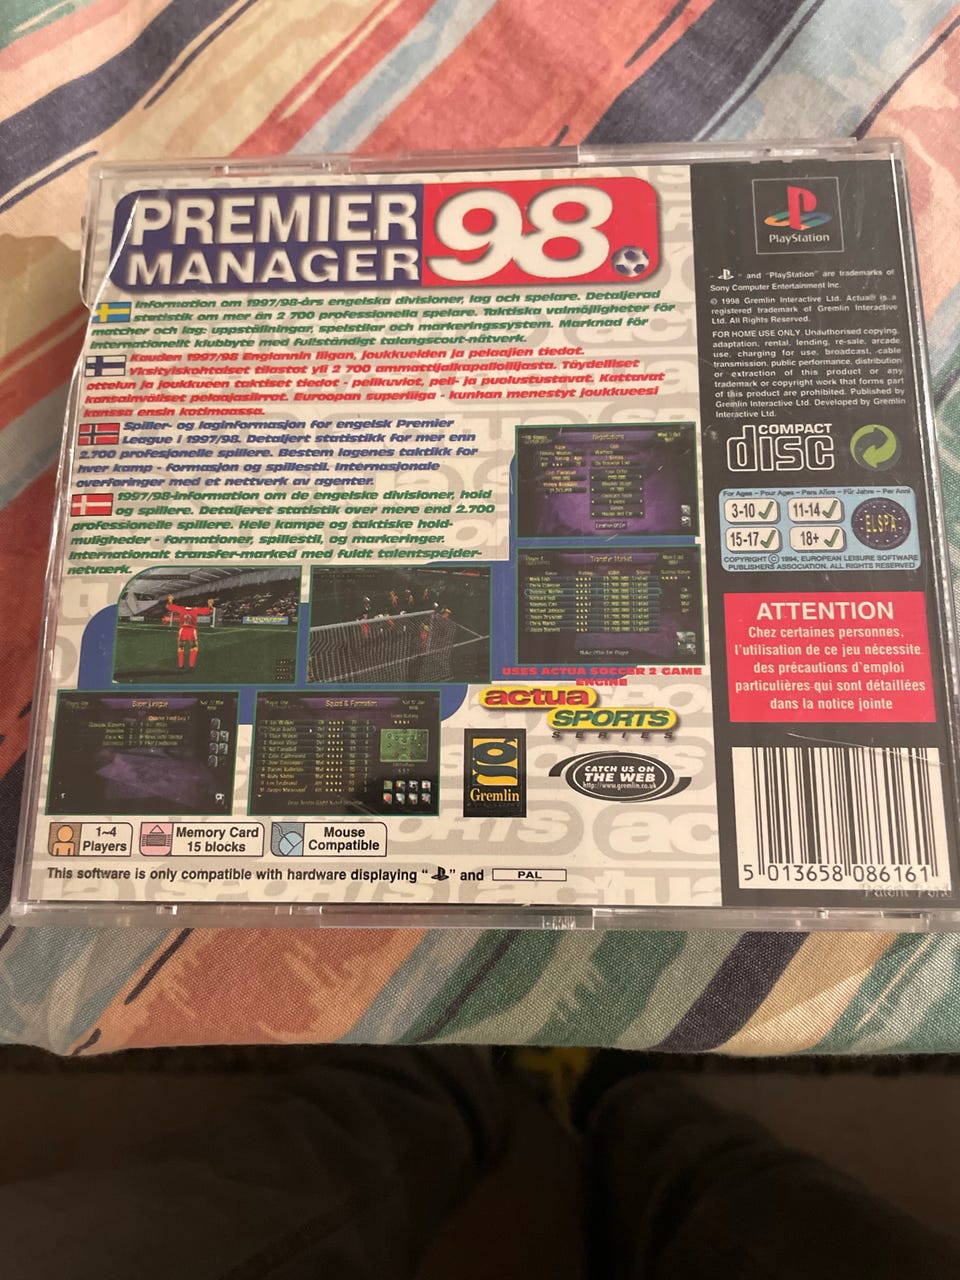 PREMIER
MANAGER
98
Information om 1997/98-års engelska divisioner, lag och spelare. Detaljerad
statistik om mer än 2 700 professionella spelare. Taktiska valmöjligheter för
matcher och lag: uppställningar, spelstilar och markeringssystem. Marknad för
internationellt klubbyte med fullständigt talangscout-nätverk.
Kauden 1997/98 Englannin liigan, joukkueiden ja pelaajien tiedot.
Yksityiskohtaiset tilastot yli 2 700 ammattijalkapalloilijasta. Täydelliset
ottelun ja joukkueen taktiset tiedot - pelikuviot, peli- ja puolustustavat. Kattavat
kansainväliset pelaajasiirrot. Euroopan superliiga - kunhan menestyt joukkueesi
kanssa ensin kotimaassa.
Spiller- og laginformasjon for engelsk Premier
League i 1997/98. Detaljert statistikk for mer enn
2.700 profesjonelle spillere. Bestem lagenes taktikk for
hver kamp - formasjon og spillestil. Internasjonale
overføringer med et nettverk av agenter.
1997/98-information om de engelske divisioner, hold
og spillere. Detaljeret statistik over mere end 2.700
professionelle spillere. Hele kampe og taktiske hold-
muligheder - formationer, spillestil, og markeringer.
Internationalt transfer-marked med fuldt talentspejder-
netværk.
Negotiations
Transfer Market
Super League
Squad & Formation
USES ACTUA SOCCER 2 GAME
ENGINE
actua
SPORTS
SERIES
Gremlin
CATCH US ON
THE WEB
http://www.gremlin.co.uk
1~4
Players
Memory Card
15 blocks
Mouse
Compatible
This software is only compatible with hardware displaying " " and PAL
PlayStation
" " and "PlayStation" are trademarks of
Sony Computer Entertainment Inc.
© 1998 Gremlin Interactive Ltd. Actua® is a
registered trademark of Gremlin Interactive
Ltd. All Rights Reserved.
FOR HOME USE ONLY. Unauthorised copying,
adaptation, rental, lending, re-sale, arcade
use, charging for use, broadcast, cable
transmission, public performance, distribution
or extraction of this product or any
trademark or copyright work that forms part
of this product are prohibited. Published by
Gremlin Interactive Ltd. Developed by Gremlin
Interactive Ltd.
COMPACT
disc
For Ages - Pour Ages - Para Años - Für Jahre - Per Anni
3-10 11-14
15-17 18+
ELSPA
COPYRIGHT © 1994, EUROPEAN LEISURE SOFTWARE
PUBLISHERS ASSOCIATION. ALL RIGHTS RESERVED
ATTENTION
Chez certaines personnes,
l'utilisation de ce jeu nécessite
des précautions d'emploi
particulières qui sont détaillées
dans la notice jointe
5 013658 086161